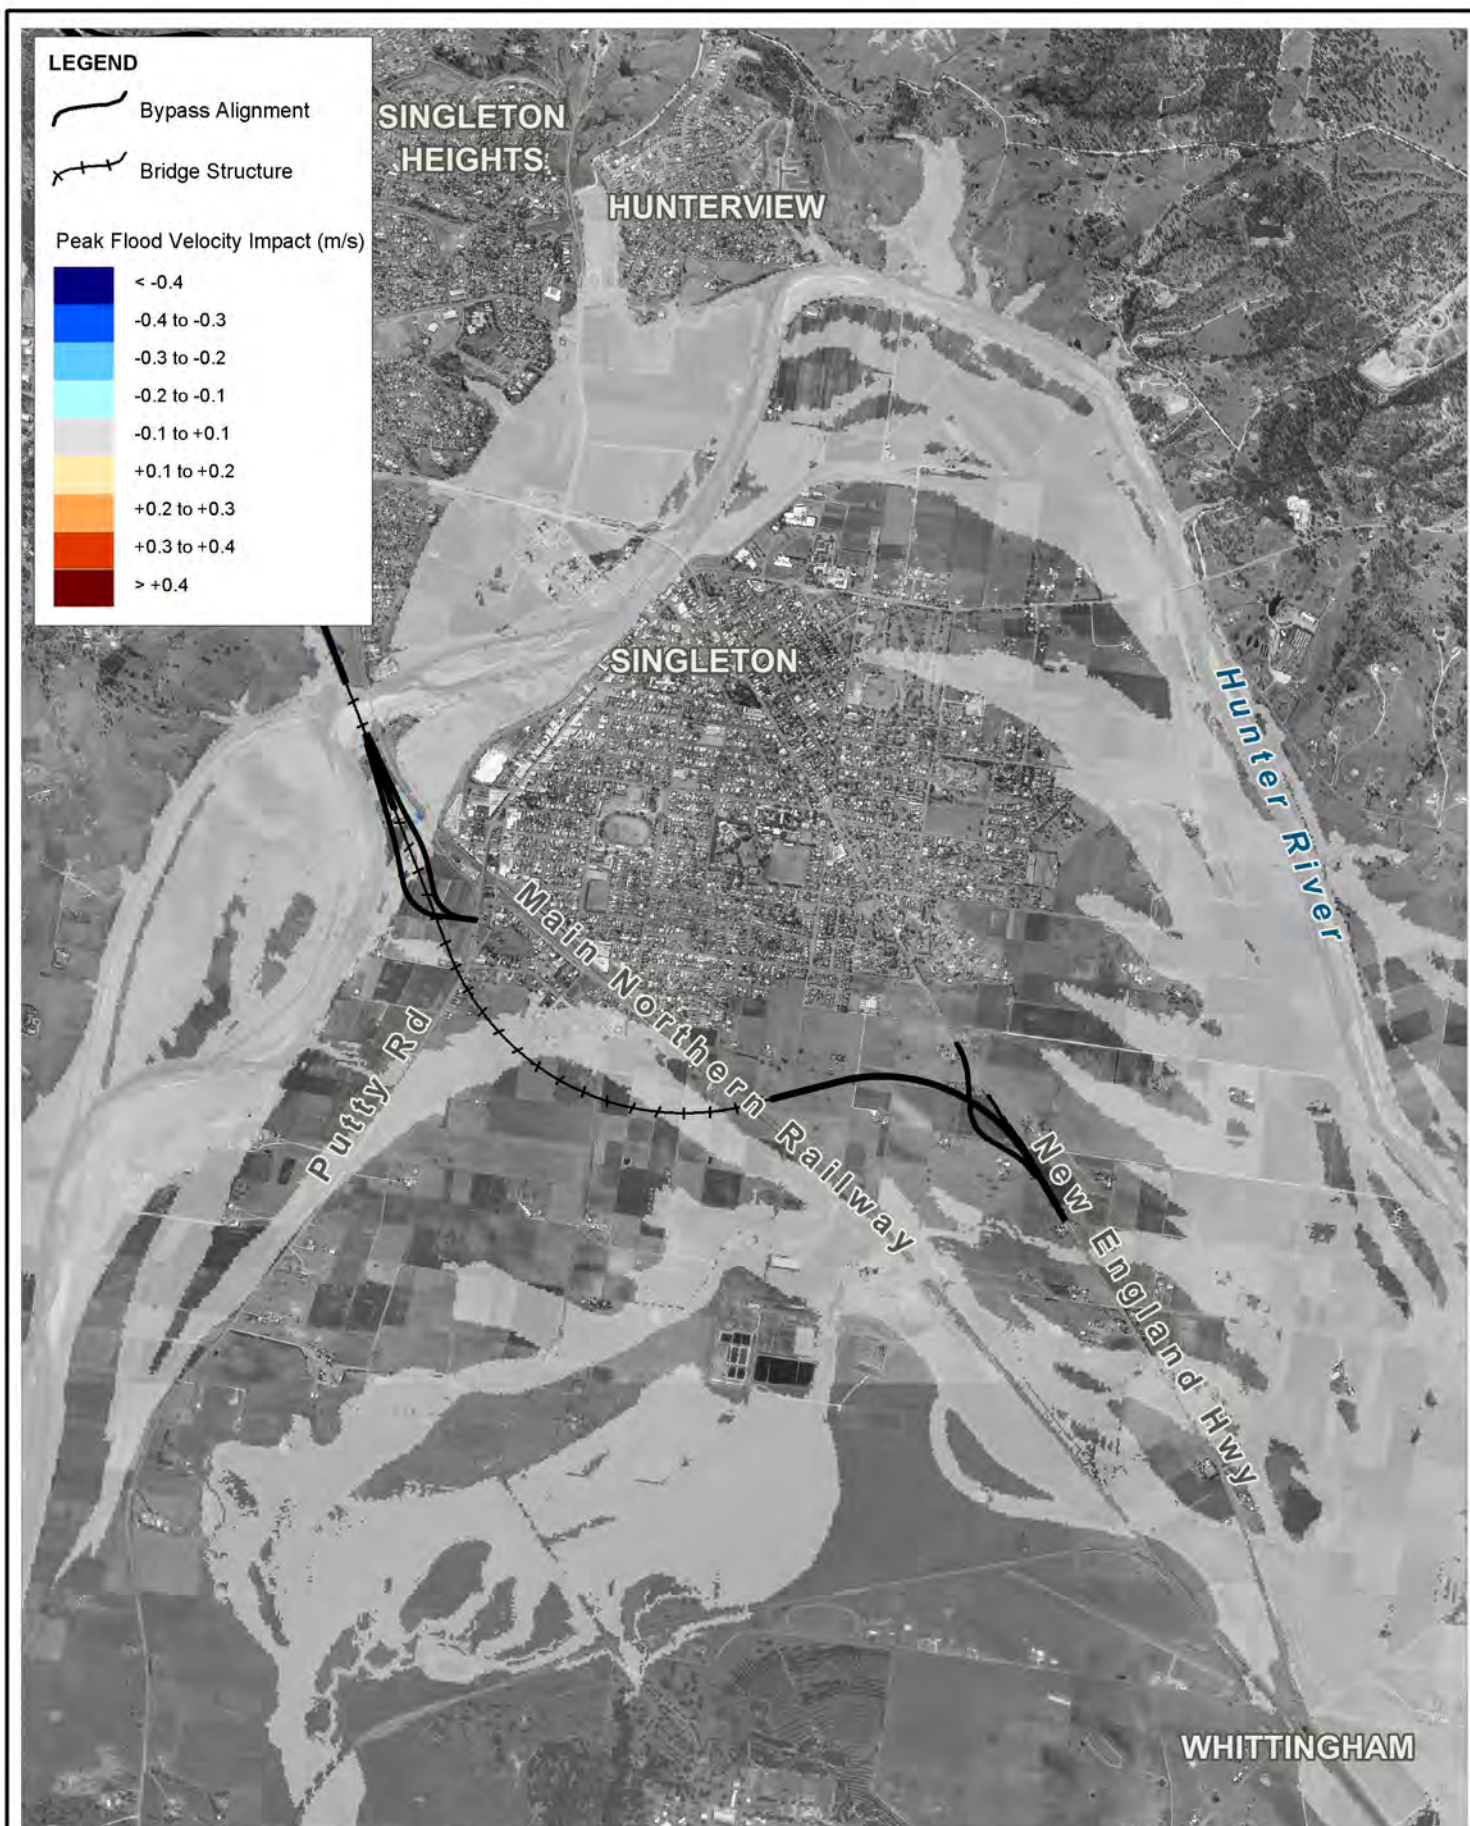 LEGEND
Bypass Alignment
Bridge Structure
Peak Flood Velocity Impact (m/s)
< -0.4
-0.4 to -0.3
-0.3 to -0.2
-0.2 to -0.1
-0.1 to +0.1
+0.1 to +0.2
+0.2 to +0.3
+0.3 to +0.4
> +0.4
SINGLETON
HEIGHTS
HUNTERVIEW
SINGLETON
Hunter River
Main Northern Railway
Putty Rd
New England Hwy
WHITTINGHAM